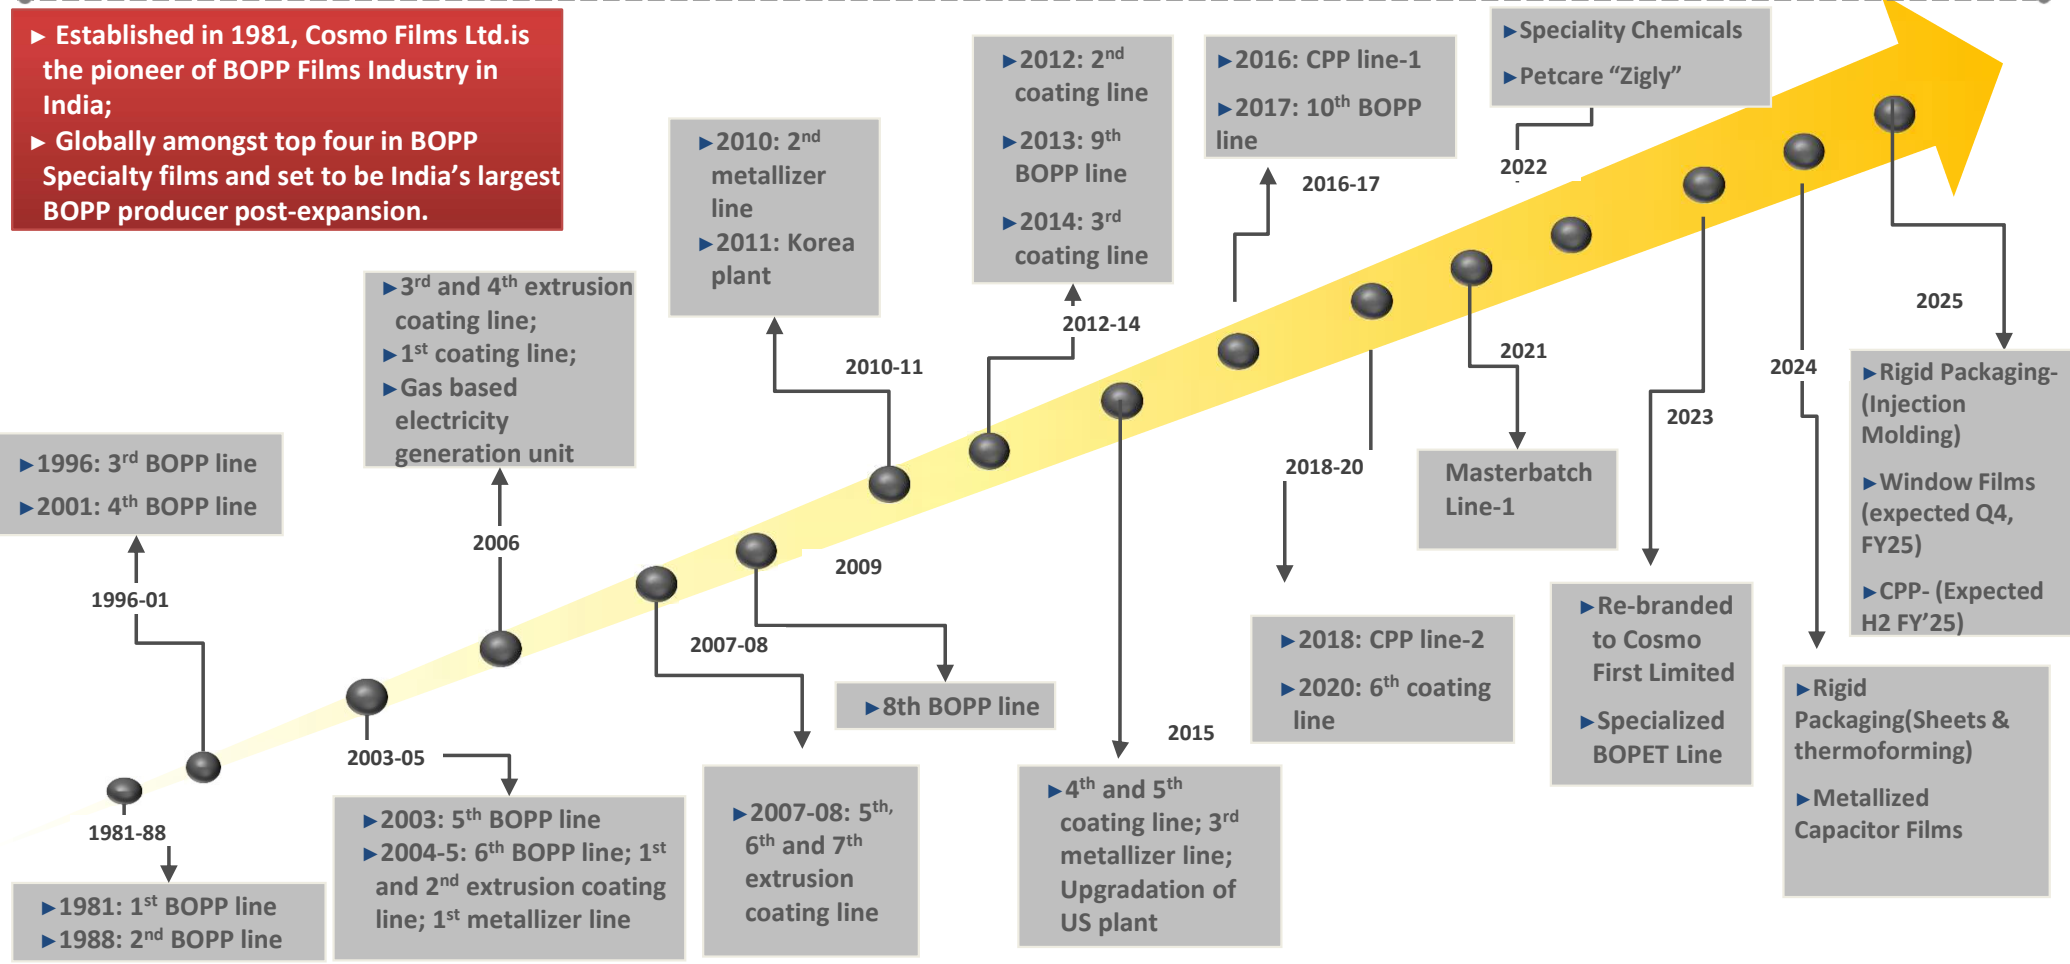 ► Established in 1981, Cosmo Films Ltd.is
the pioneer of BOPP Films Industry in
India;
► Globally amongst top four in BOPP
Specialty films and set to be India’s largest
BOPP producer post-expansion.
►1996: 3rd BOPP line
►2001: 4th BOPP line
1996-01
1981-88
►1981: 1st BOPP line
►1988: 2nd BOPP line
►3rd and 4th extrusion
coating line;
►1st coating line;
►Gas based
electricity
generation unit
2006
2003-05
►2003: 5th BOPP line
►2004-5: 6th BOPP line; 1st
and 2nd extrusion coating
line; 1st metallizer line
►2010: 2nd
metallizer
line
►2011: Korea
plant
2010-11
2009
2007-08
►8th BOPP line
►2007-08: 5th,
6th and 7th
extrusion
coating line
►2012: 2nd
coating line
►2013: 9th
BOPP line
►2014: 3rd
coating line
2012-14
2015
►4th and 5th
coating line; 3rd
metallizer line;
Upgradation of
US plant
►2016: CPP line-1
►2017: 10th BOPP
line
2016-17
2018-20
►2018: CPP line-2
►2020: 6th coating
line
►Speciality Chemicals
►Petcare “Zigly”
2022
2021
Masterbatch
Line-1
2023
►Re-branded
to Cosmo
First Limited
►Specialized
BOPET Line
2024
►Rigid
Packaging(Sheets &
thermoforming)
►Metallized
Capacitor Films
2025
►Rigid Packaging-
(Injection
Molding)
►Window Films
(expected Q4,
FY25)
►CPP- (Expected
H2 FY’25)